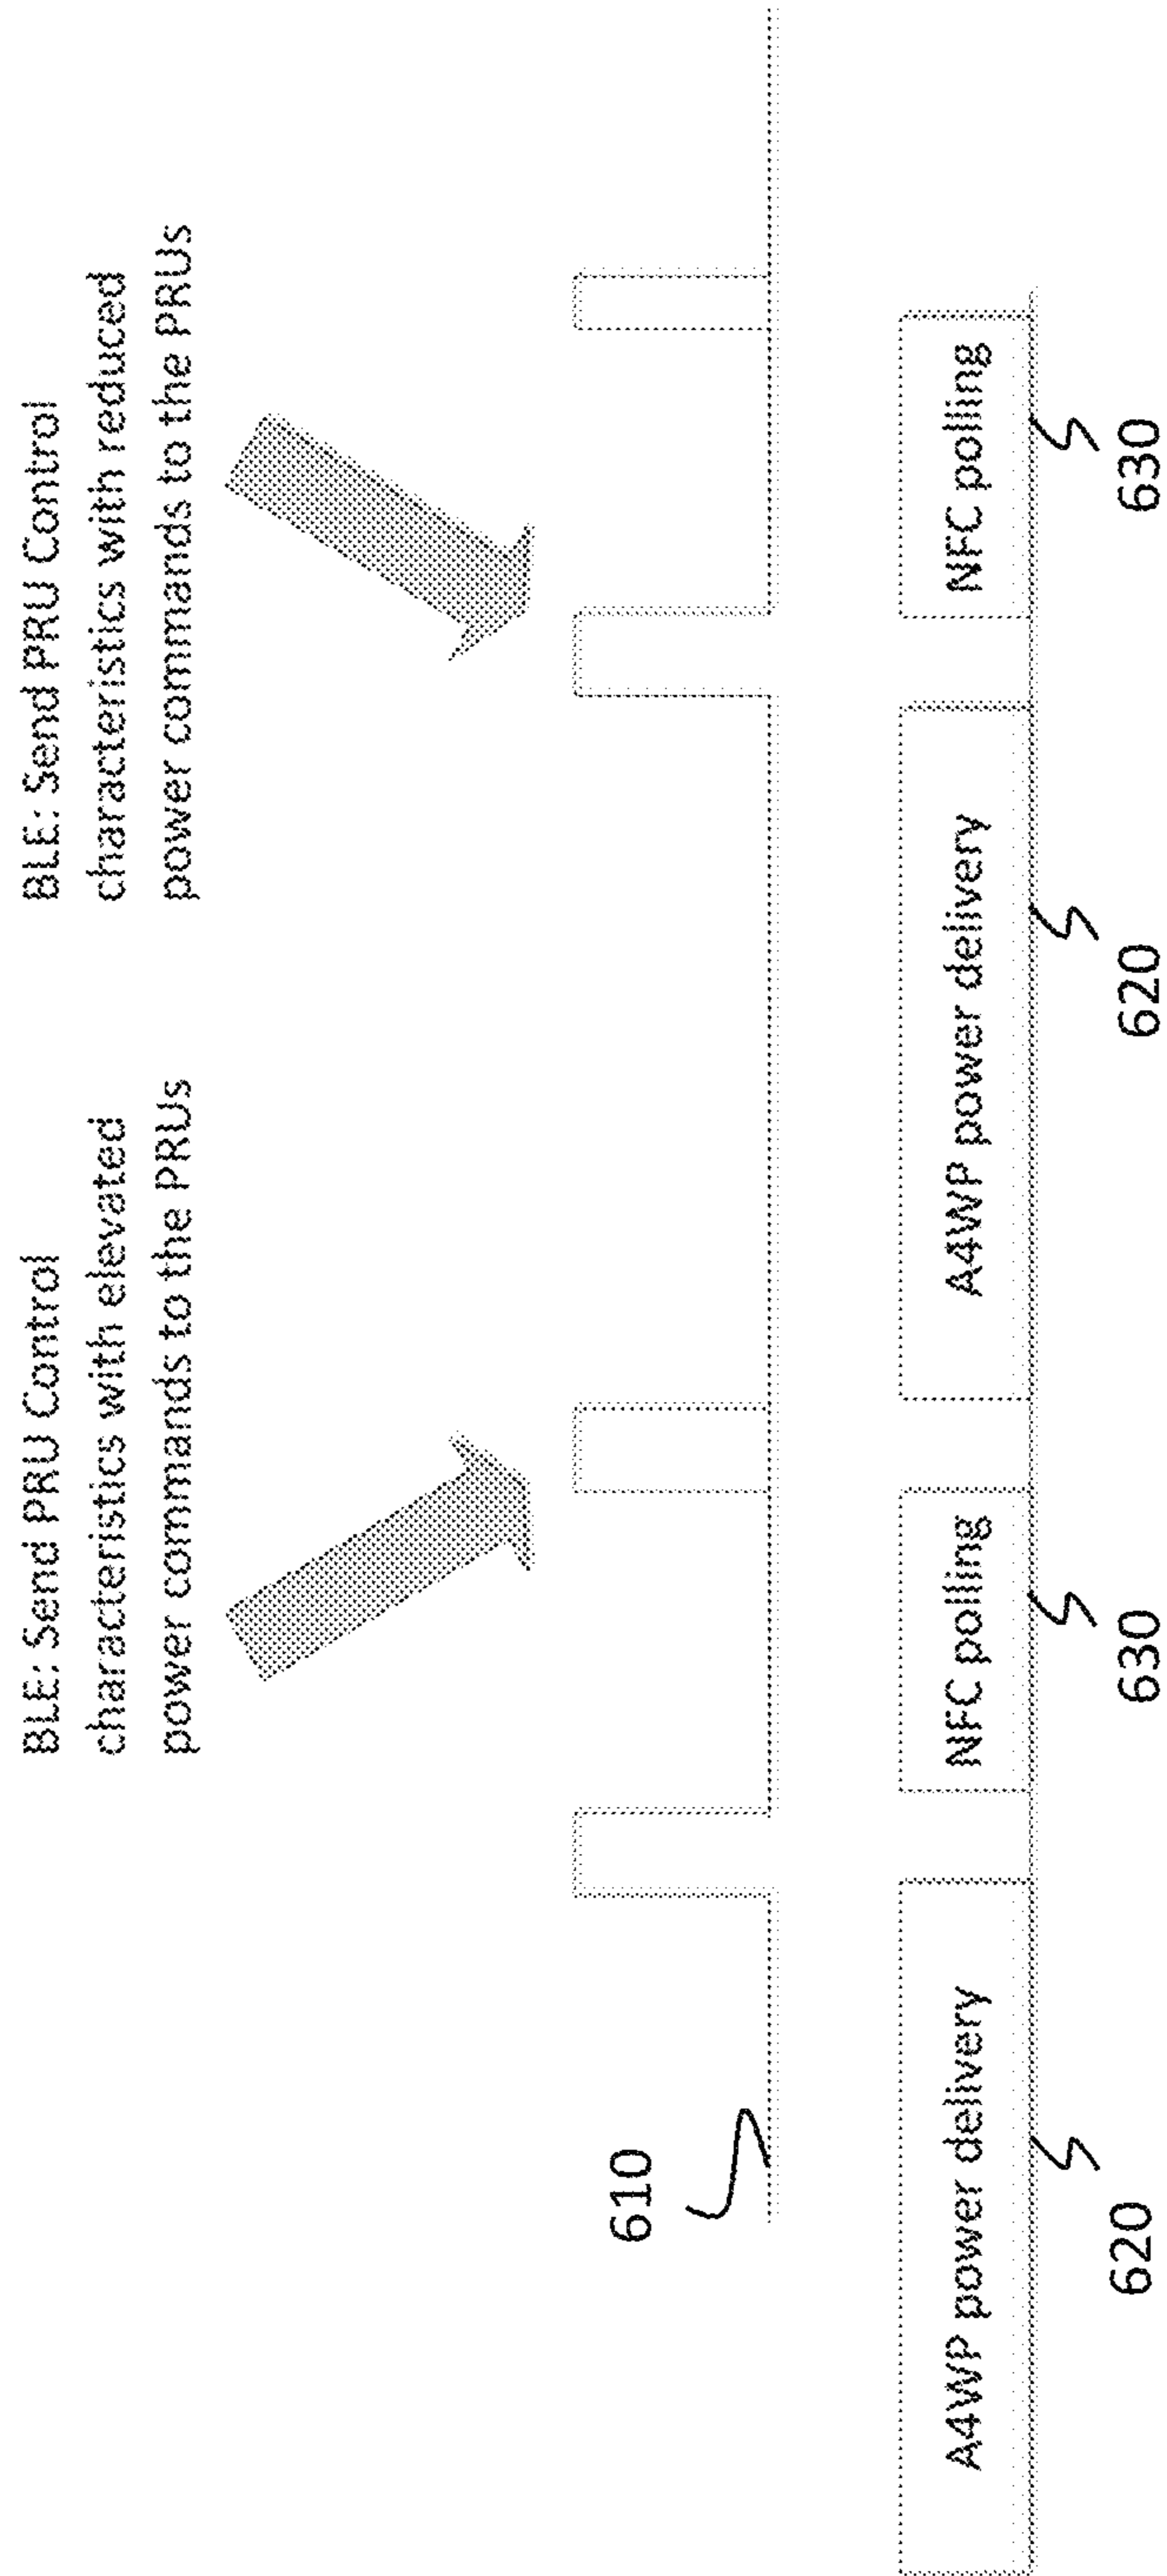 BLE: Send PRU Control
characteristics with elevated
power commands to the PRUs
BLE: Send PRU Control
characteristics with reduced
power commands to the PRUs
610
A4WP power delivery
NFC polling
A4WP power delivery
NFC polling
620
630
620
630